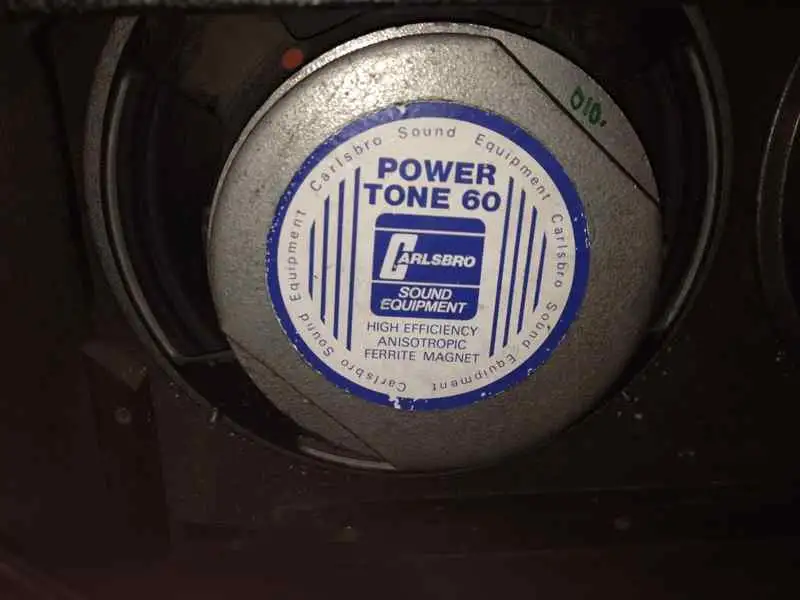 Carlsbro Sound Equipment Carlsbro Sound Equipment Carlsbro Sound Equipment
POWER
TONE 60
CARLSBRO
SOUND
EQUIPMENT
HIGH EFFICIENCY
ANISOTROPIC
FERRITE MAGNET
010.